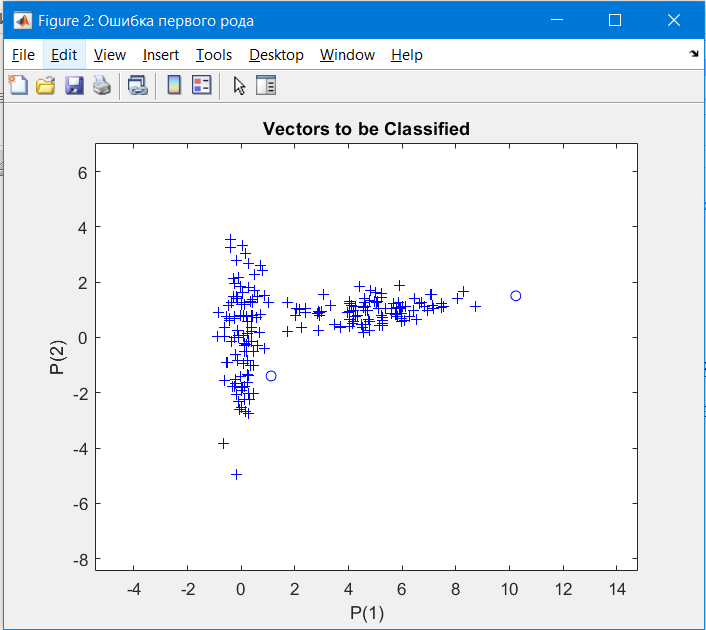 Figure 2: Ошибка первого рода
File Edit View Insert Tools Desktop Window Help
Vectors to be Classified
6
4
2
0
-2
-4
-6
-8
P(2)
-4 -2 0 2 4 6 8 10 12 14
P(1)